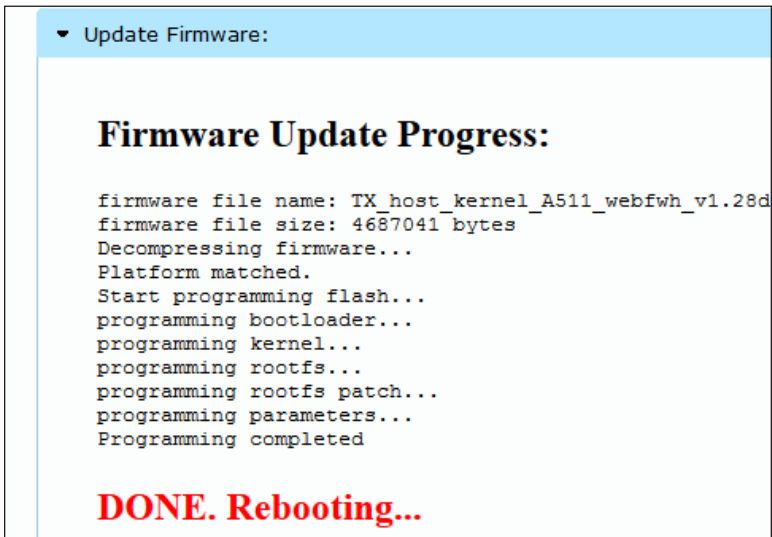 Update Firmware:
Firmware Update Progress:
firmware file name: TX_host_kernel_A511_webfwh_v1.28d
firmware file size: 4687041 bytes
Decompressing firmware...
Platform matched.
Start programming flash...
programming bootloader...
programming kernel...
programming rootfs...
programming rootfs patch...
programming parameters...
Programming completed
DONE. Rebooting...